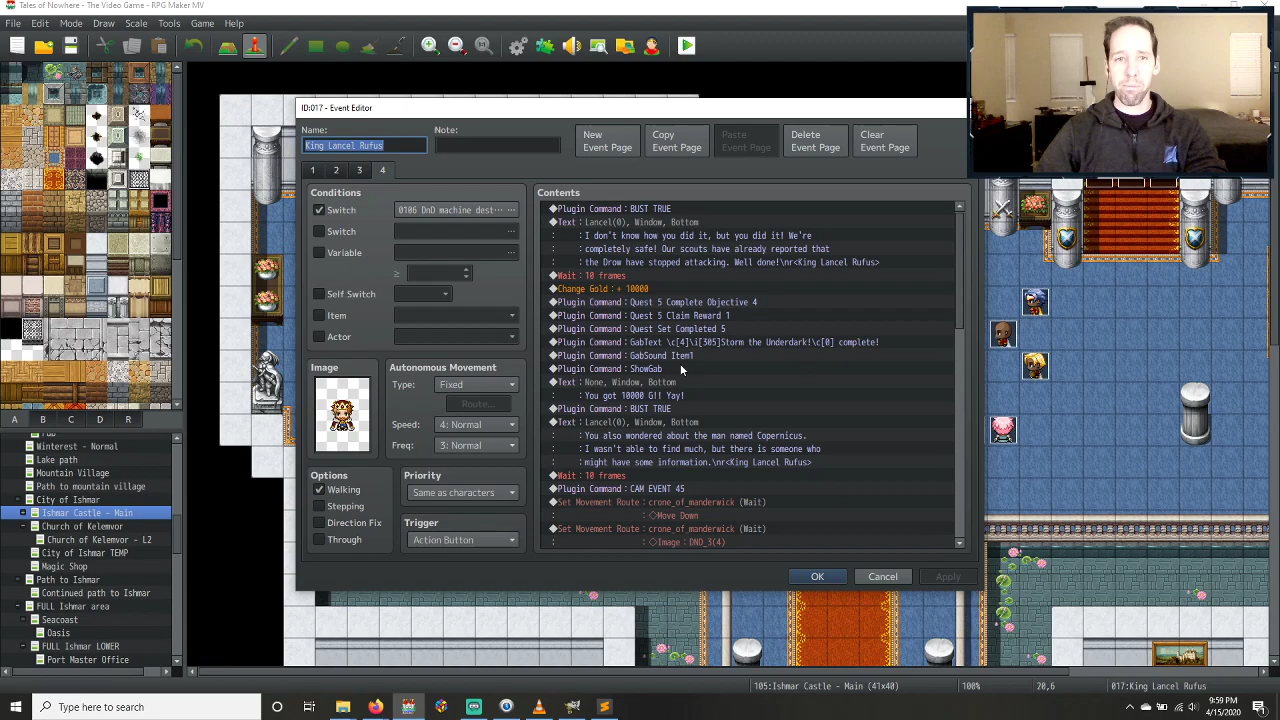 Tales of Nowhere - The Video Game - RPG Maker MV
File Edit Mode Draw Scale Tools Game Help
ID:017 - Event Editor
Name:
Note:
King Lancel Rufus
New Event Page
Copy Event Page
Paste Event Page
Delete Event Page
Clear Event Page
1 2 3 4
Conditions
Switch 0106 DnD machine dest... ...
Switch ...
Variable ...
Self Switch
Item
Actor
Image
Autonomous Movement
Type: Fixed
Route...
Speed: 4: Normal
Freq: 3: Normal
Options
Walking
Stepping
Direction Fix
Through
Priority
Same as characters
Trigger
Action Button
Contents
◆Plugin Command：BUST TRUE
◆Text：Lancel(0), Window, Bottom
：I don't know how you did it, but you did it! We're
：completely safe! Our scouts have already reported that
：the Drow have stopped attacking. Well done!\nr<King Lancel Rufus>
◆Wait：10 frames
◆Change Gold：+ 10000
◆Plugin Command：Quest 5 Complete Objective 4
◆Plugin Command：Quest 5 Claim Reward 1
◆Plugin Command：Quest Set Completed 5
◆Plugin Command：GabText \c[4]\i[305]Storm the Underdark!\c[0] complete!
◆Plugin Command：GabSound Item1
◆Plugin Command：ShowGab
◆Text：None, Window, Bottom
：You got 10000 G!! Yay!
◆Plugin Command：BUST TRUE
◆Text：Lancel(0), Window, Bottom
：You also wondered about the man named Copernicus.
：I wasn't able to find much, but there is someone who
：might have some information.\nr<King Lancel Rufus>
◆Wait：10 frames
◆Plugin Command：CAM EVENT 45
◆Set Movement Route：crone_of_manderwick (Wait)
：◇Move Down
◆Set Movement Route：crone_of_manderwick (Wait)
：◇Image：DND_3(4)
OK
Cancel
Apply
A B C D R
Winterest - Normal
Lake path
Mountain Village
Path to mountain village
City of Ishmar
Ishmar Castle - Main
Church of Kelemvor
Church of Kelemvor - L2
City of Ishmar TEMP
Magic Shop
Path to Ishmar
Continued path to Ishmar
FULL Ishmar area
Seacoast
Oasis
FULL Ishmar LOWER
Port Master Office
105:Ishmar Castle - Main (41x40)
100%
20,6
017:King Lancel Rufus
Type here to search
9:59 PM
4/15/2020